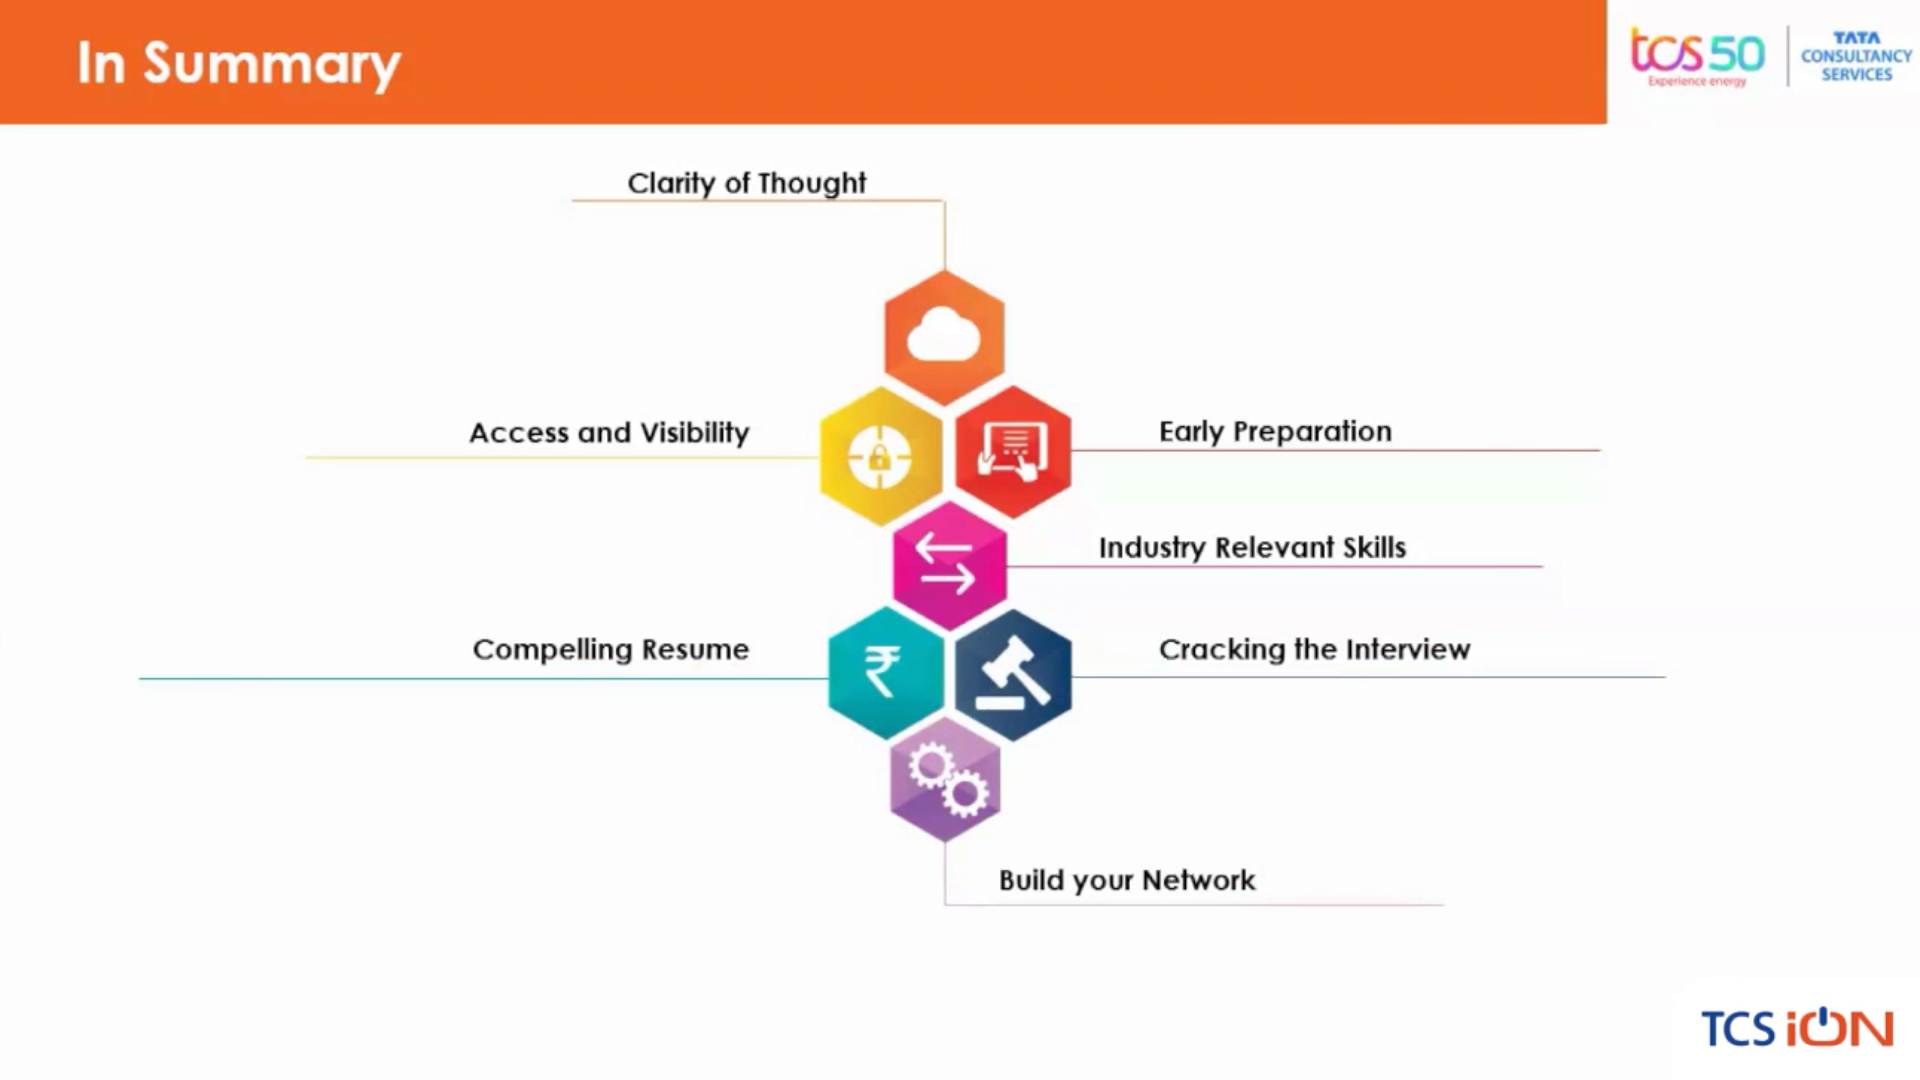 In Summary
tcs 50
Experience energy
TATA
CONSULTANCY
SERVICES
Clarity of Thought
Access and Visibility
Early Preparation
Industry Relevant Skills
Compelling Resume
₹
Cracking the Interview
Build your Network
TCS iON